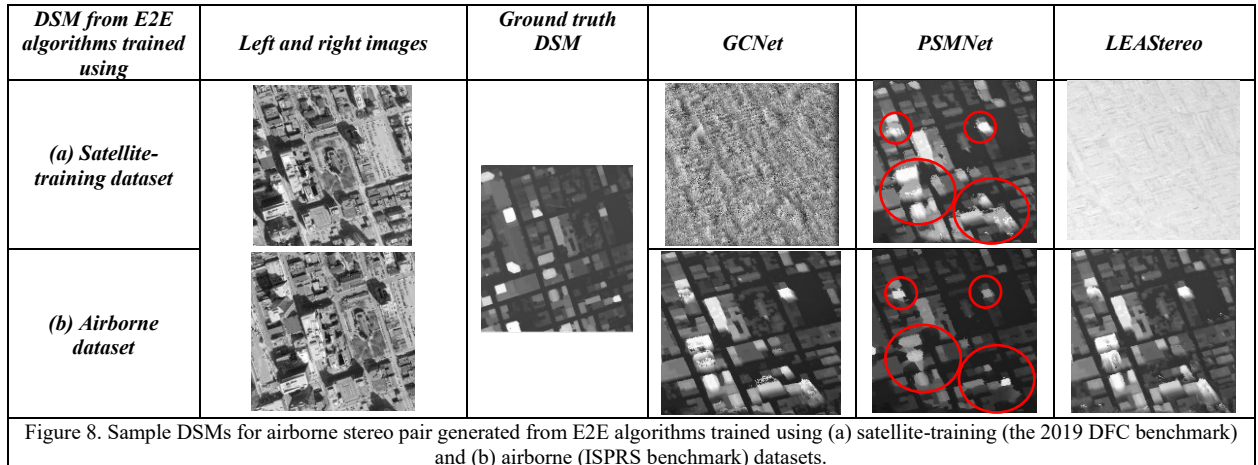 DSM from E2E
algorithms trained
using
Left and right images
Ground truth
DSM
GCNet
PSMNet
LEAStereo
(a) Satellite-
training dataset
(b) Airborne
dataset
Figure 8. Sample DSMs for airborne stereo pair generated from E2E algorithms trained using (a) satellite-training (the 2019 DFC benchmark)
and (b) airborne (ISPRS benchmark) datasets.